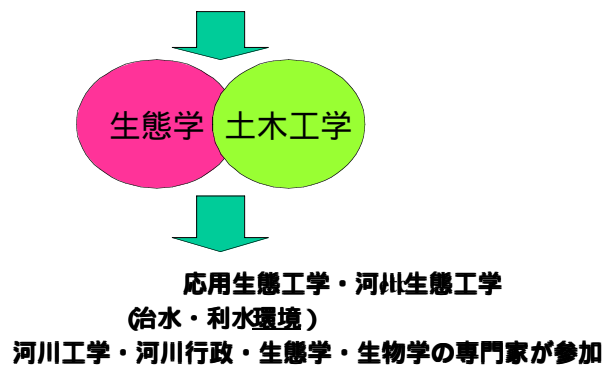 生態学 土木工学
応用生態工学・河川生態工学
(治水・利水環境)
河川工学・河川行政・生態学・生物学の専門家が参加